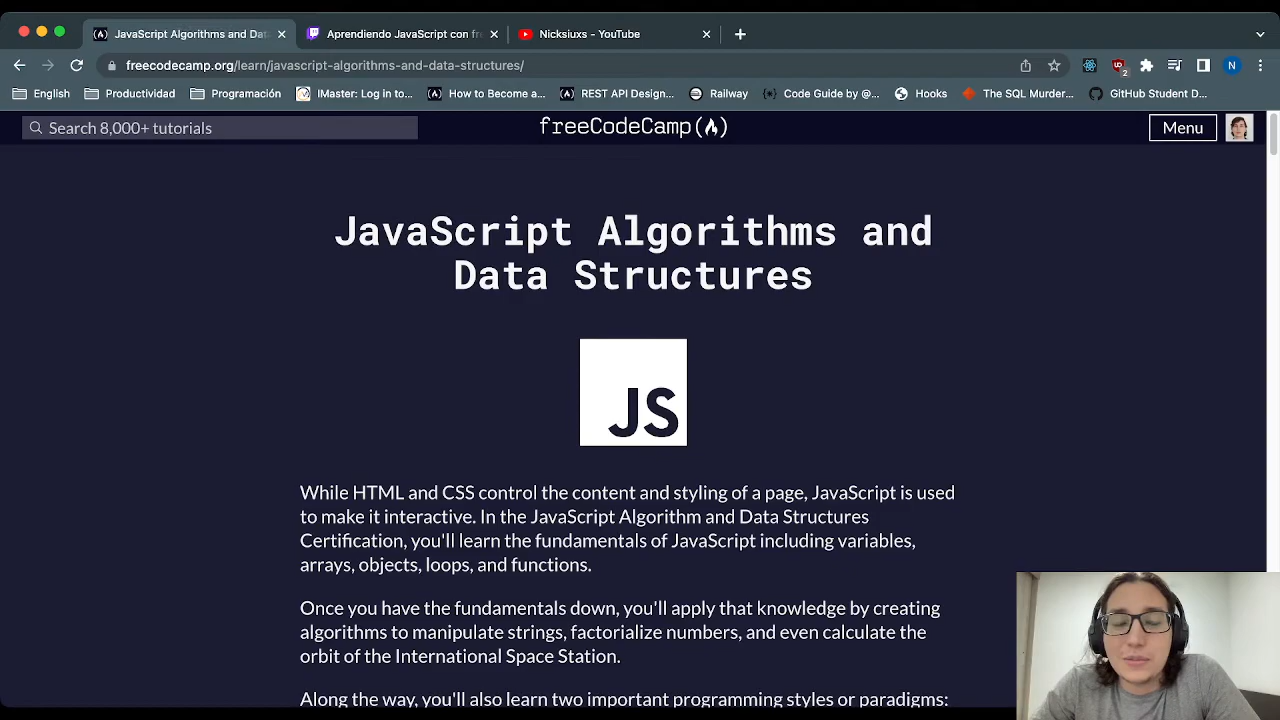 JavaScript Algorithms and Data
Aprendiendo JavaScript con fr
Nicksiuxs - YouTube
freecodecamp.org/learn/javascript-algorithms-and-data-structures/
2
N
English
Productividad
Programación
IMaster: Log in to...
How to Become a...
REST API Design...
Railway
Code Guide by @...
Hooks
The SQL Murder...
GitHub Student D...
Search 8,000+ tutorials
freeCodeCamp
Menu
JavaScript Algorithms and
Data Structures
JS
While HTML and CSS control the content and styling of a page, JavaScript is used
to make it interactive. In the JavaScript Algorithm and Data Structures
Certification, you'll learn the fundamentals of JavaScript including variables,
arrays, objects, loops, and functions.
Once you have the fundamentals down, you'll apply that knowledge by creating
algorithms to manipulate strings, factorialize numbers, and even calculate the
orbit of the International Space Station.
Along the way, you'll also learn two important programming styles or paradigms: